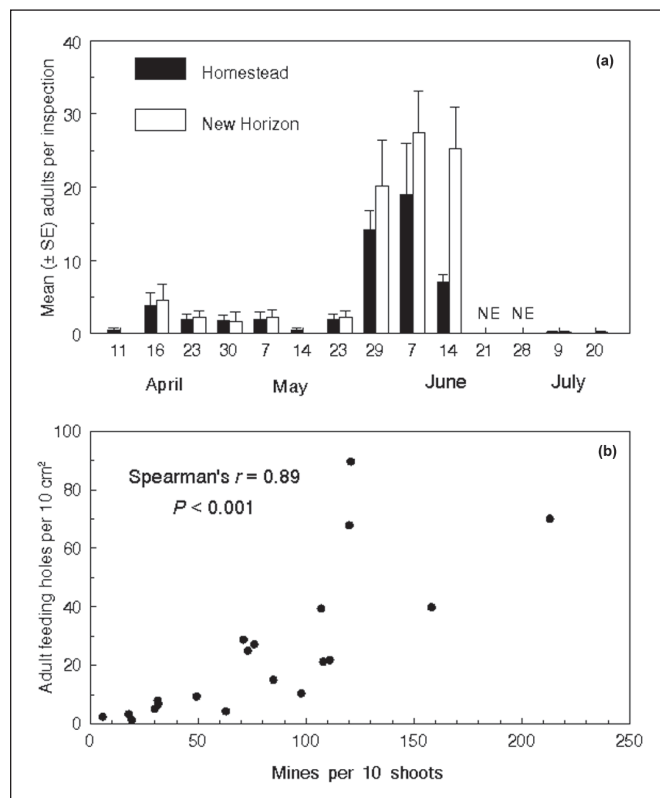 40
(a)
Homestead
30
New Horizon
20
10
NE NE
0
Mean (± SE) adults per inspection
11 16 23 30 7 14 23 29 7 14 21 28 9 20
April May June July
100
(b)
Spearman's r = 0.89
80
P < 0.001
60
40
20
0
Adult feeding holes per 10 cm²
0 50 100 150 200 250
Mines per 10 shoots